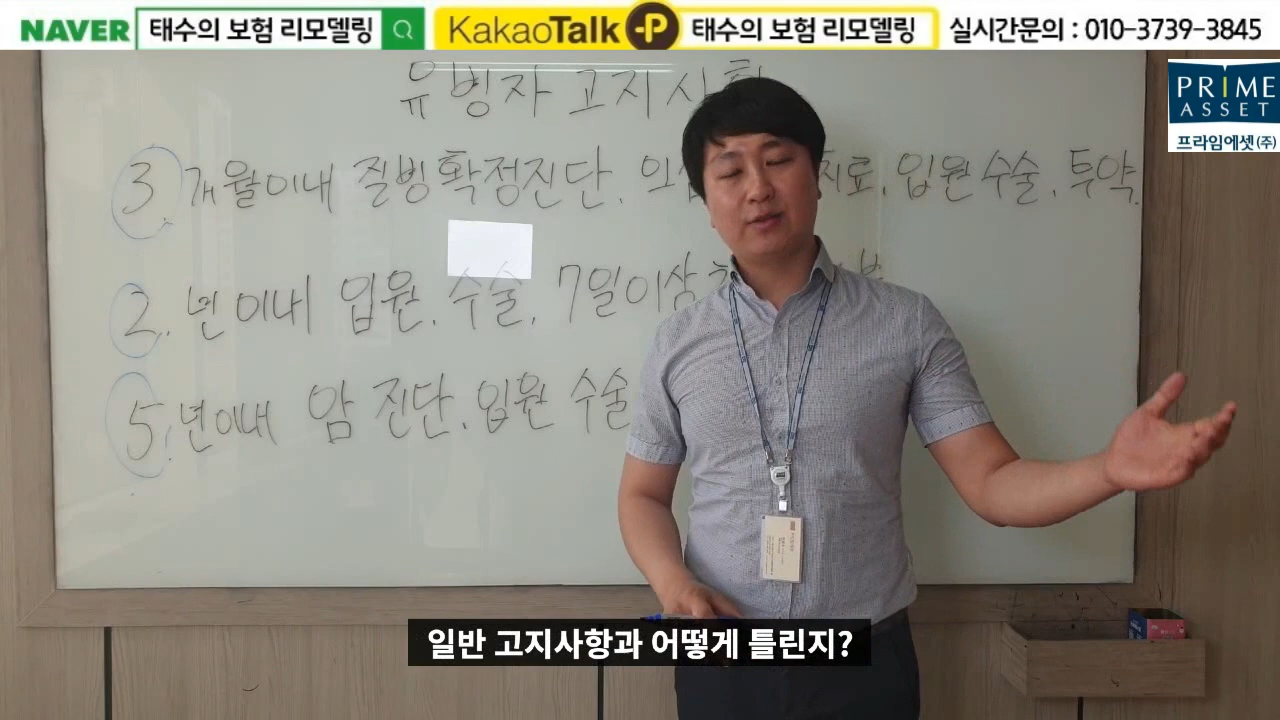 NAVER 태수의 보험 리모델링 KakaoTalk P 태수의 보험 리모델링 실시간문의 : 010-3739-3845
PRIME
ASSET
프라임에셋(주)
유병자 고지사항
3. 개월이내 질병확정진단, 치료, 입원 수술, 투약.
2. 년이내 입원, 수술, 7일이상
5. 년이내 암 진단, 입원 수술
일반 고지사항과 어떻게 틀린지?